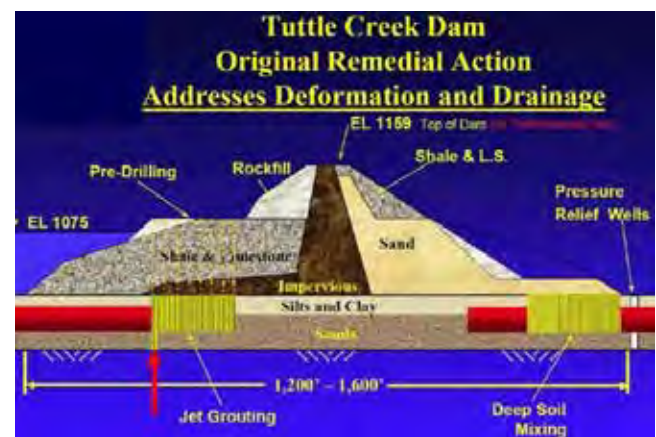 Tuttle Creek Dam
Original Remedial Action
Addresses Deformation and Drainage
EL 1159 Top of Dam
Shale & L.S.
Pre-Drilling
Rockfill
Pressure
Relief Wells
EL 1075
Sand
Shale & Limestone
Impervious
Silts and Clay
Sands
1,200' – 1,600'
Jet Grouting
Deep Soil
Mixing